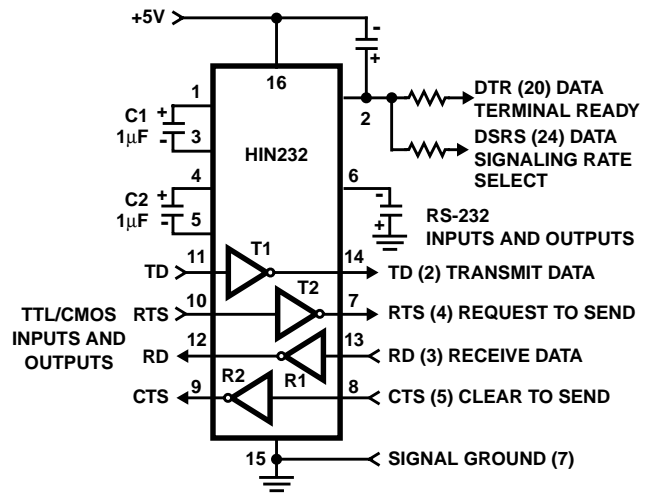 +5V
-
+
16
1
2
DTR (20) DATA
TERMINAL READY
C1
+
1μF
-
3
HIN232
DSRS (24) DATA
SIGNALING RATE
SELECT
4
6
C2
+
1μF
-
5
-
+
RS-232
INPUTS AND OUTPUTS
TD
11
T1
14
TD (2) TRANSMIT DATA
TTL/CMOS
INPUTS AND
OUTPUTS
RTS
10
T2
7
RTS (4) REQUEST TO SEND
RD
12
R1
13
RD (3) RECEIVE DATA
CTS
9
R2
8
CTS (5) CLEAR TO SEND
15
SIGNAL GROUND (7)